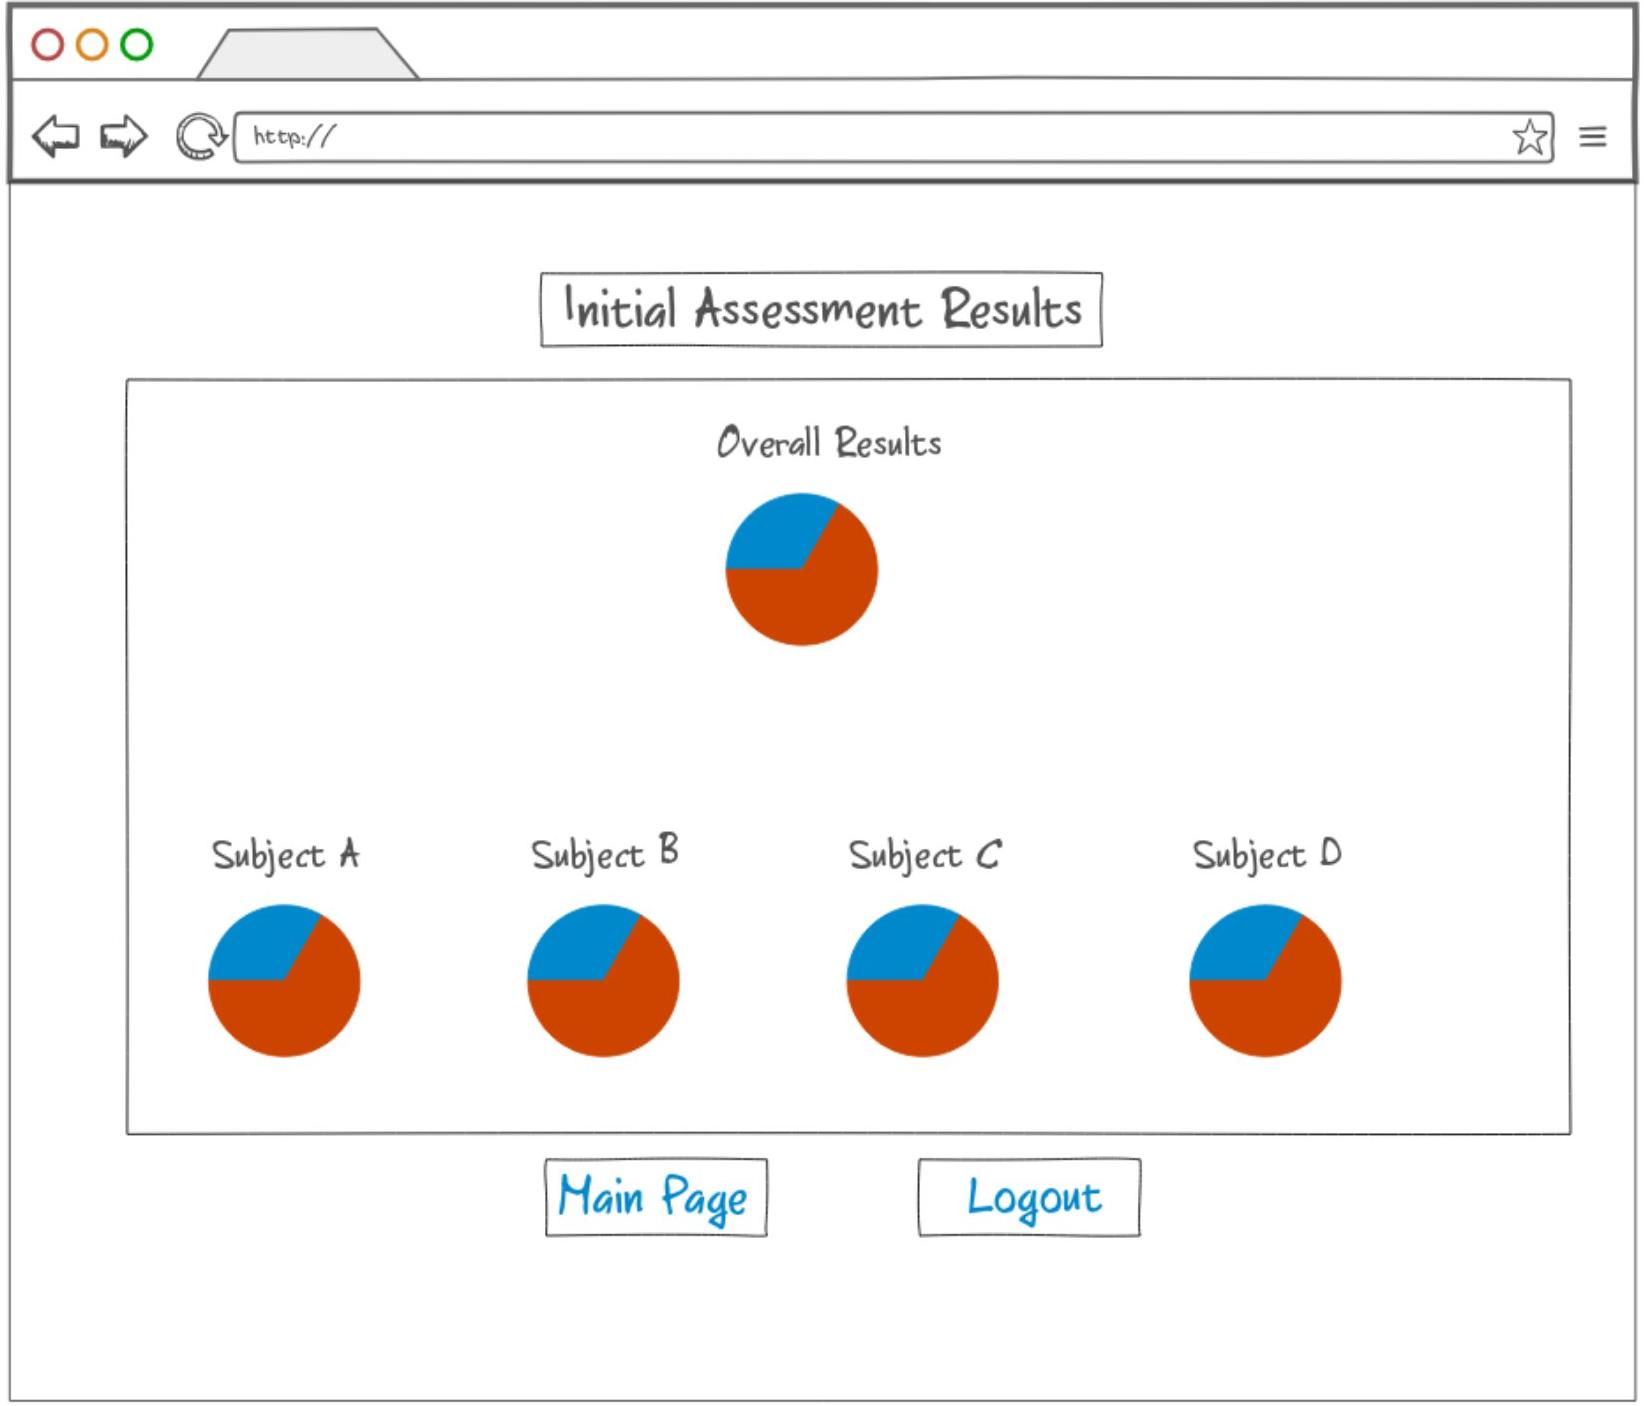 http://
Initial Assessment Results
Overall Results
Subject A
Subject B
Subject C
Subject D
Main Page
Logout